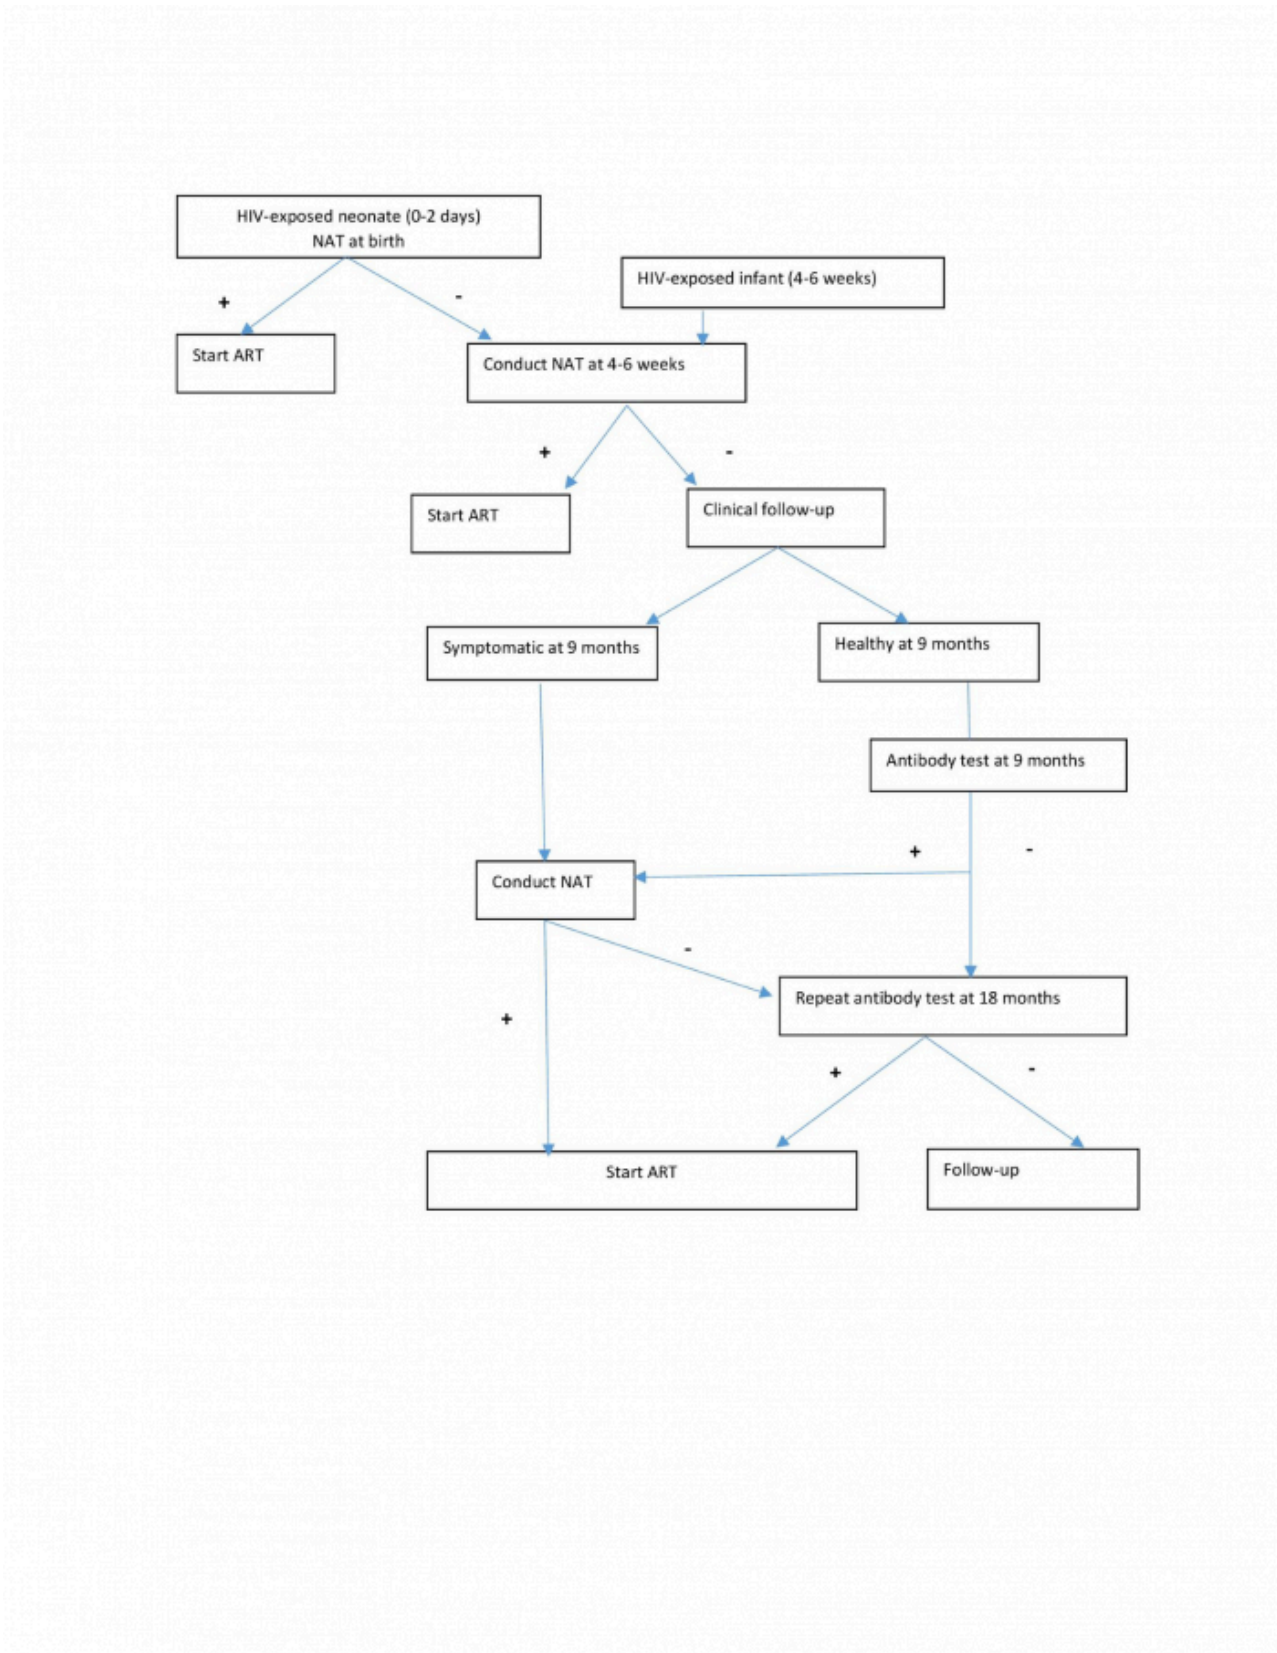 HIV-exposed neonate (0-2 days)
NAT at birth
HIV-exposed infant (4-6 weeks)
+
-
Start ART
Conduct NAT at 4-6 weeks
+
-
Start ART
Clinical follow-up
Symptomatic at 9 months
Healthy at 9 months
Antibody test at 9 months
+
-
Conduct NAT
-
+
Repeat antibody test at 18 months
+
-
Start ART
Follow-up